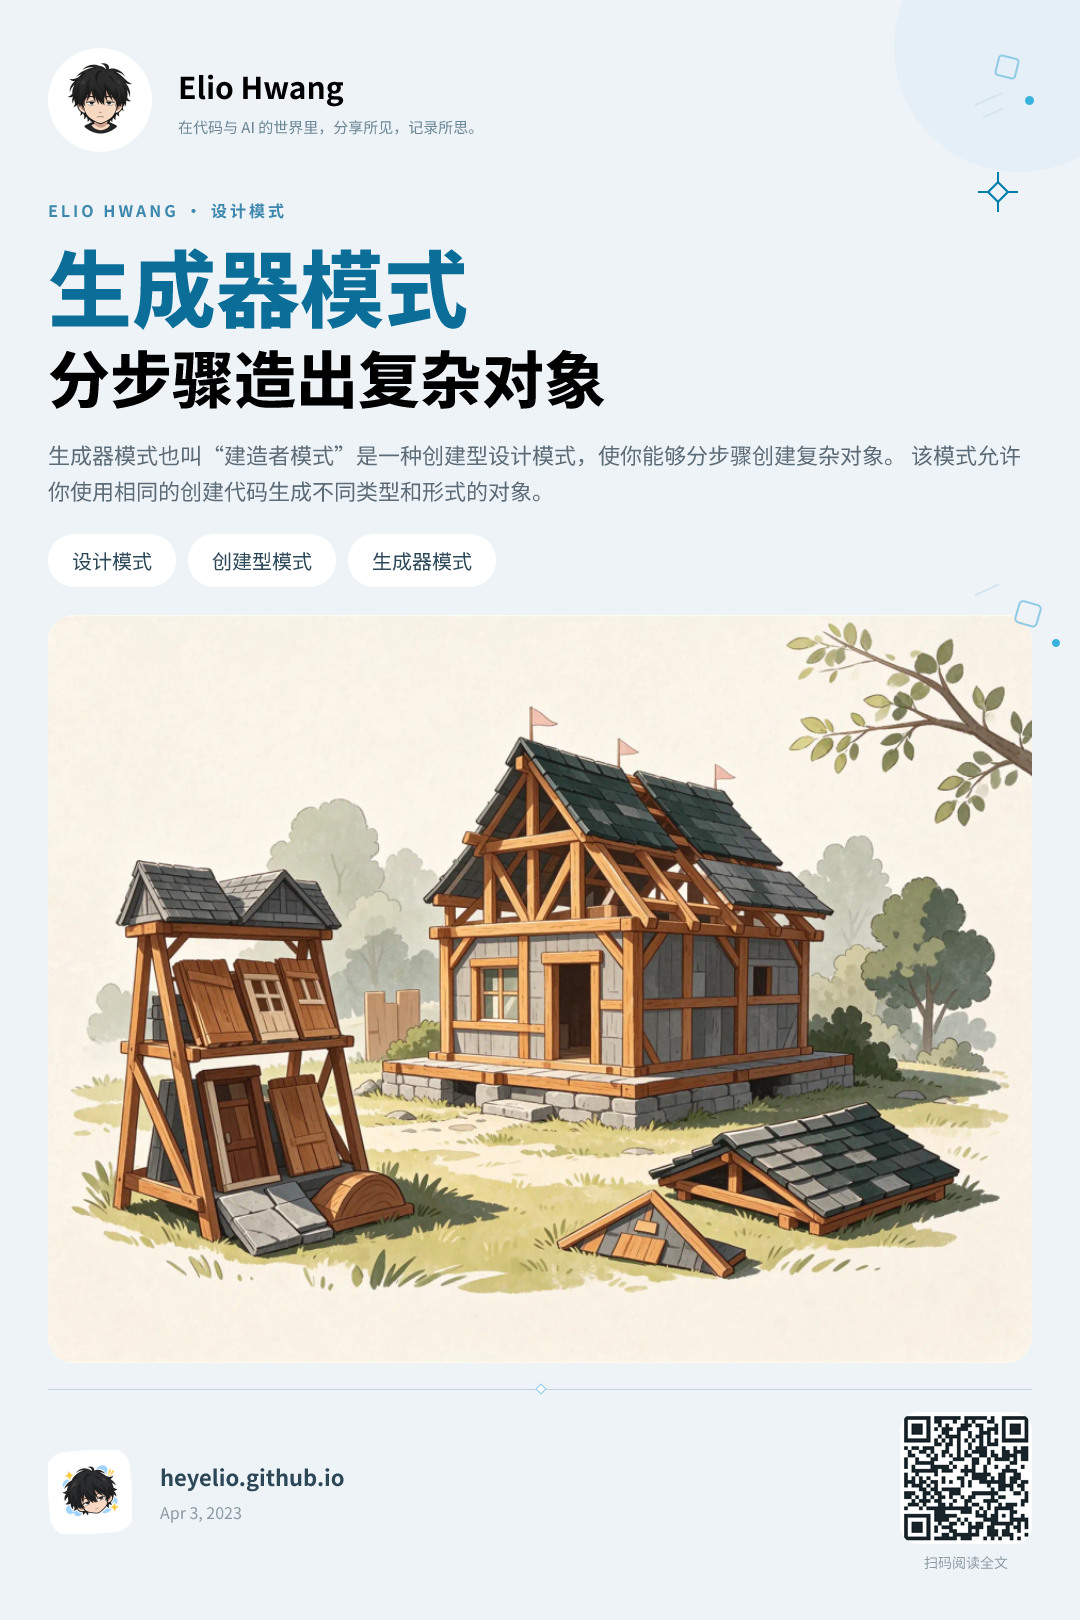 Elio Hwang
在代码与 AI 的世界里，分享所见，记录所思。
ELIO HWANG • 设计模式
生成器模式
分步骤造出复杂对象
生成器模式也叫“建造者模式”是一种创建型设计模式，使你能够分步骤创建复杂对象。 该模式允许
你使用相同的创建代码生成不同类型和形式的对象。
设计模式 创建型模式 生成器模式
heyelio.github.io
Apr 3, 2023
扫码阅读全文